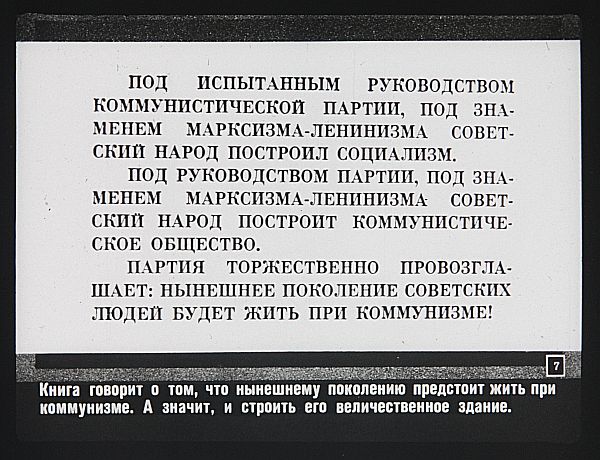 ПОД ИСПЫТАННЫМ РУКОВОДСТВОМ
КОММУНИСТИЧЕСКОЙ ПАРТИИ, ПОД ЗНА-
МЕНЕМ МАРКСИЗМА-ЛЕНИНИЗМА СОВЕТ-
СКИЙ НАРОД ПОСТРОИЛ СОЦИАЛИЗМ.
ПОД РУКОВОДСТВОМ ПАРТИИ, ПОД ЗНА-
МЕНЕМ МАРКСИЗМА-ЛЕНИНИЗМА СОВЕТ-
СКИЙ НАРОД ПОСТРОИТ КОММУНИСТИЧЕ-
СКОЕ ОБЩЕСТВО.
ПАРТИЯ ТОРЖЕСТВЕННО ПРОВОЗГЛА-
ШАЕТ: НЫНЕШНЕЕ ПОКОЛЕНИЕ СОВЕТСКИХ
ЛЮДЕЙ БУДЕТ ЖИТЬ ПРИ КОММУНИЗМЕ!
7
Книга говорит о том, что нынешнему поколению предстоит жить при
коммунизме. А значит, и строить его величественное здание.